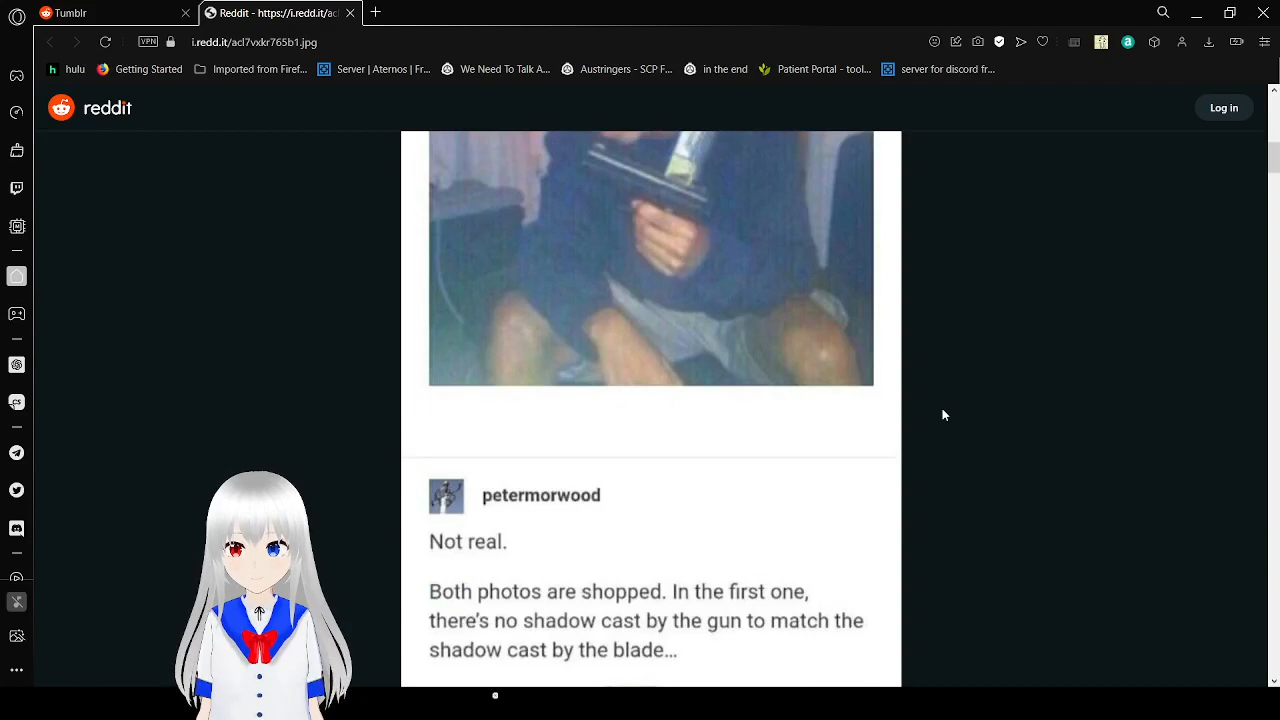 Tumblr
Reddit - https://i.redd.it/acl
VPN
i.redd.it/acl7vxkr765b1.jpg
hulu
Getting Started
Imported from Firef...
Server | Aternos | Fr...
We Need To Talk A...
Austringers - SCP F...
in the end
Patient Portal - tool...
server for discord fr...
reddit
Log in
petermorwood
Not real.
Both photos are shopped. In the first one,
there's no shadow cast by the gun to match the
shadow cast by the blade...